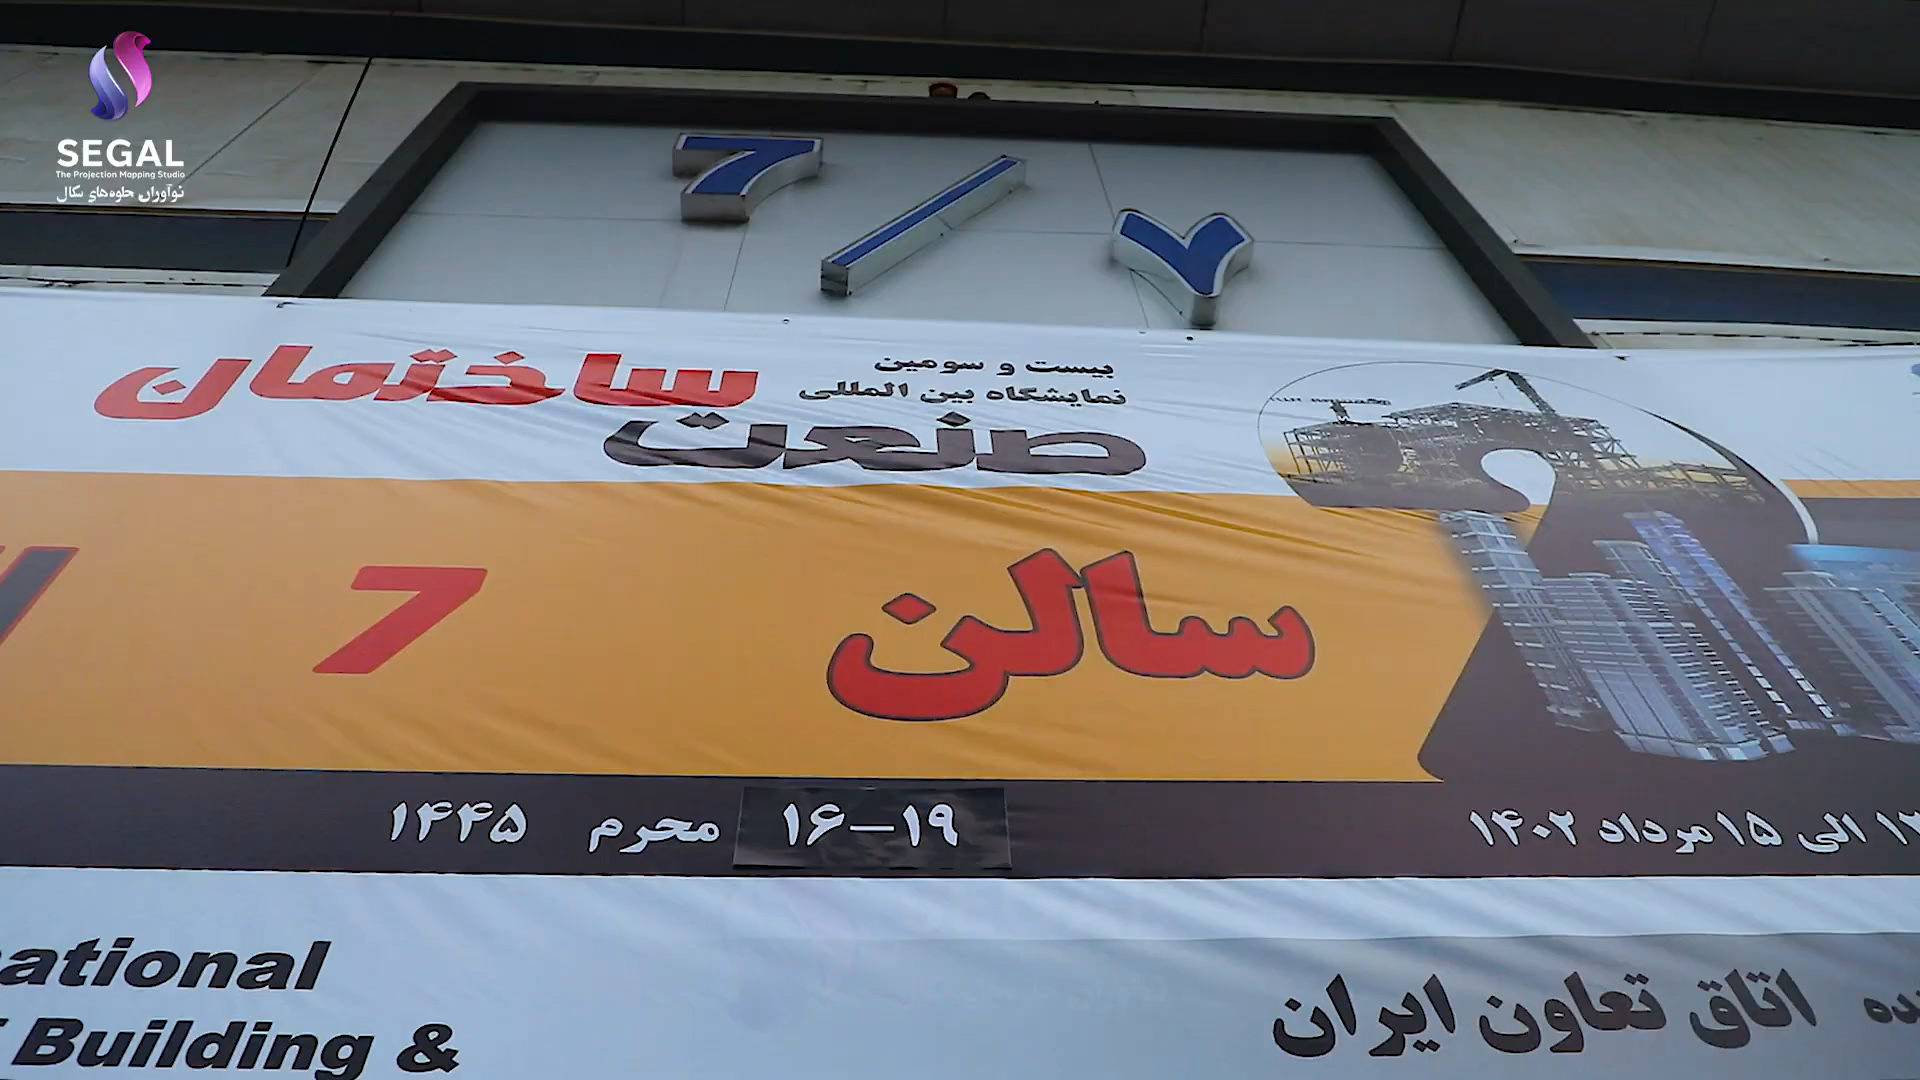 SEGAL
The Projection Mapping Studio
نوآوران جلوه‌های سگال
7 / ۷
بیست و سومین
نمایشگاه بین المللی
صنعت ساختمان
سالن 7
الی ۱۵ مرداد ۱۴۰۲
۱۶-۱۹ محرم ۱۴۴۵
اتاق تعاون ایران
ational
Building &